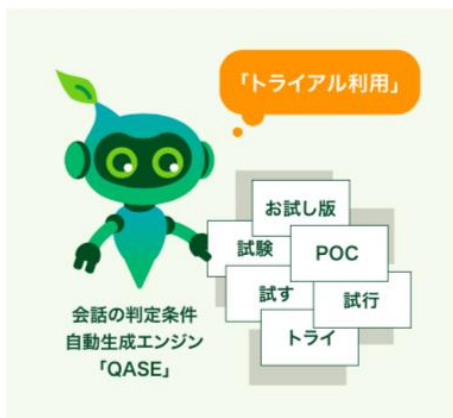 「トライアル利用」
お試し版
試験
POC
試す
試行
トライ
会話の判定条件
自動生成エンジン
「QASE」